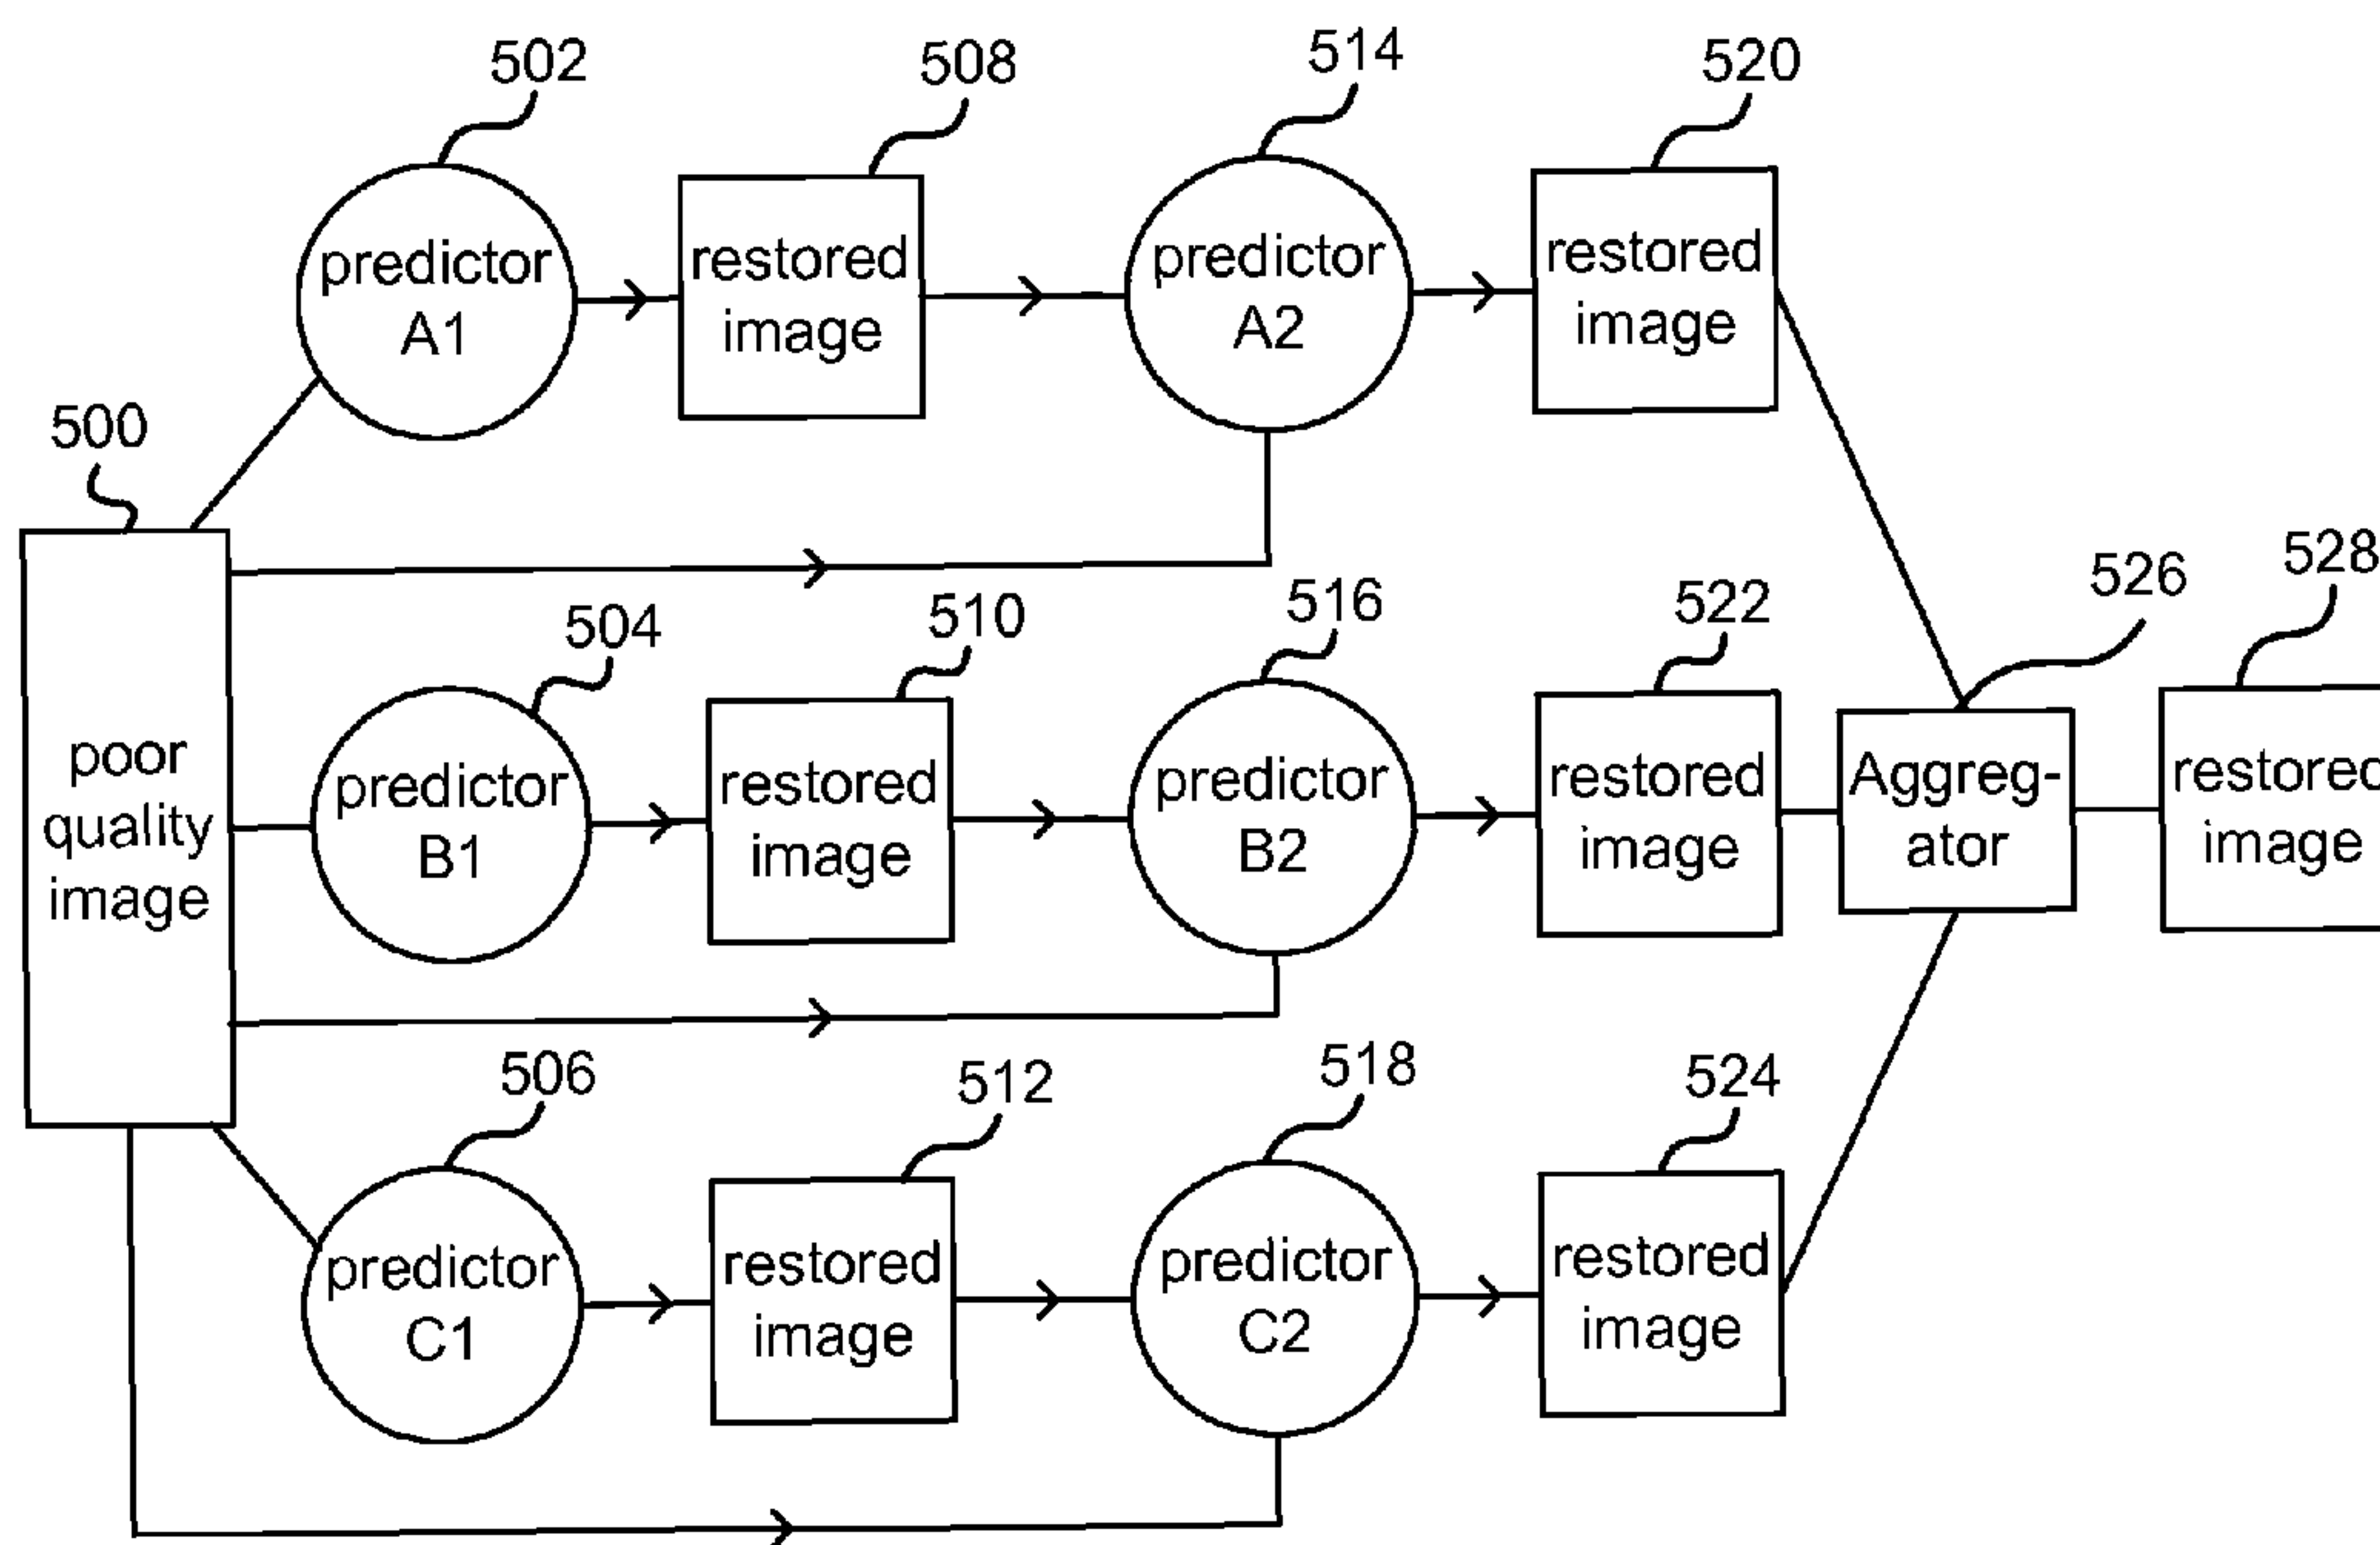 502
508
514
520
predictor
A1
restored
image
predictor
A2
restored
image
500
poor
quality
image
504
510
516
522
526
528
predictor
B1
restored
image
predictor
B2
restored
image
Aggreg-
ator
restored
image
506
512
518
524
predictor
C1
restored
image
predictor
C2
restored
image